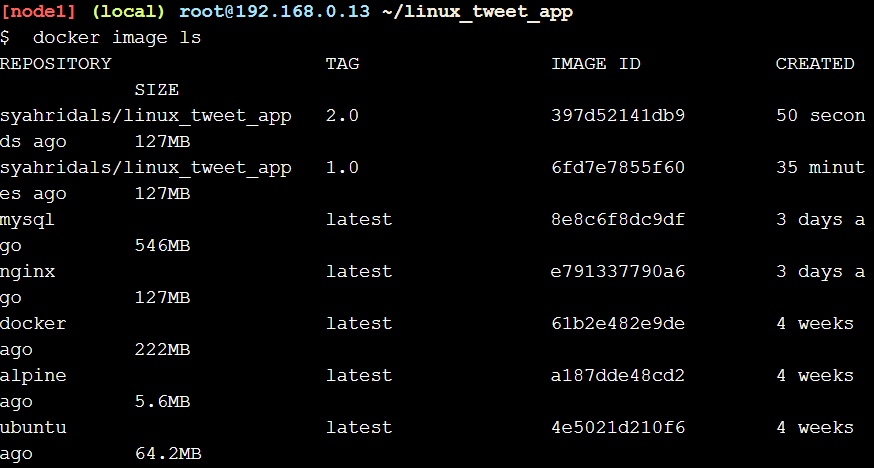 [node1] (local) root@192.168.0.13 ~/linux_tweet_app
$  docker image ls
REPOSITORY                   TAG                 IMAGE ID            CREATED
            SIZE
syahridals/linux_tweet_app   2.0                 397d52141db9        50 secon
ds ago      127MB
syahridals/linux_tweet_app   1.0                 6fd7e7855f60        35 minut
es ago      127MB
mysql                        latest              8e8c6f8dc9df        3 days a
go          546MB
nginx                        latest              e791337790a6        3 days a
go          127MB
docker                       latest              61b2e482e9de        4 weeks
ago         222MB
alpine                       latest              a187dde48cd2        4 weeks
ago         5.6MB
ubuntu                       latest              4e5021d210f6        4 weeks
ago         64.2MB